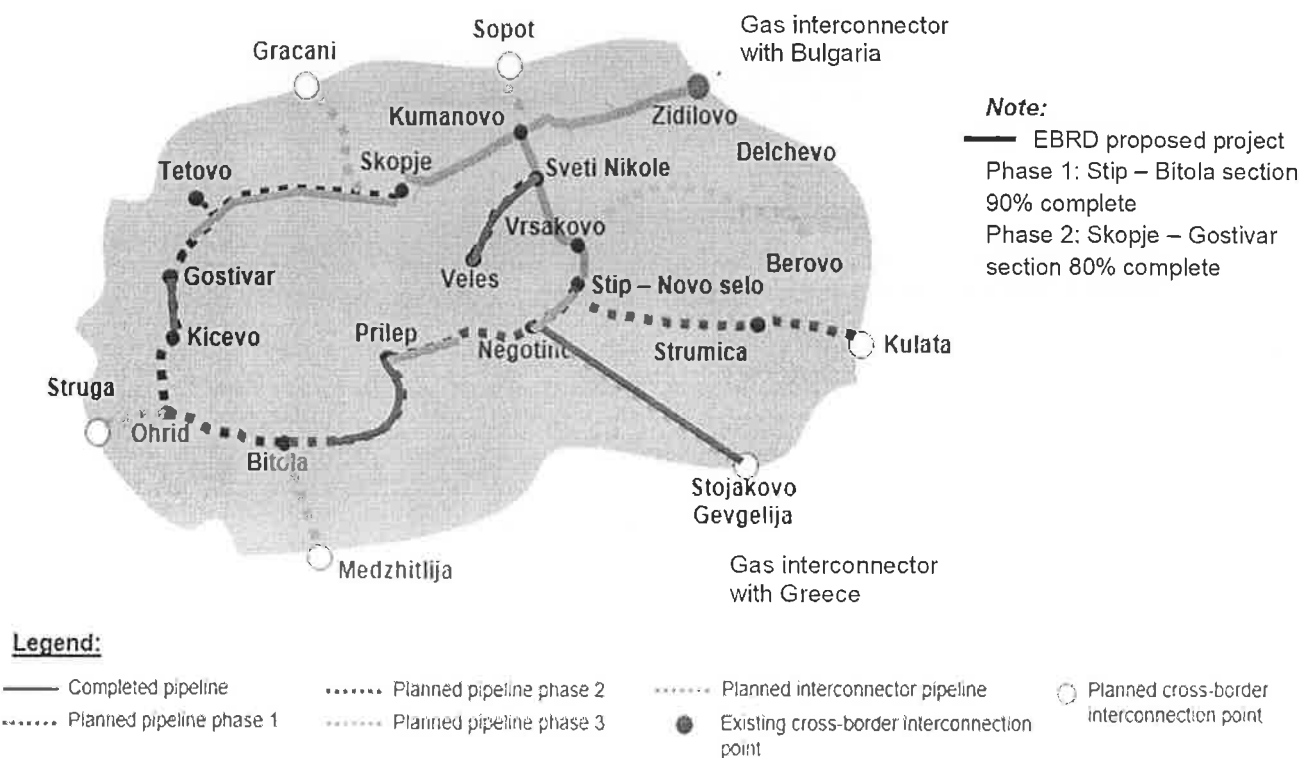 Sopot
Gas interconnector
with Bulgaria
Gracani
Kumanovo
Zidilovo
Note:
EBRD proposed project
Phase 1: Stip – Bitola section
90% complete
Phase 2: Skopje – Gostivar
section 80% complete
Delchevo
Skopje
Tetovo
Sveti Nikole
Vrsakovo
Berovo
Gostivar
Veles
Stip – Novo selo
Kicevo
Prilep
Negotino
Strumica
Kulata
Struga
Ohrid
Bitola
Stojakovo
Gevgelija
Medzhitlija
Gas interconnector
with Greece
Legend:
Completed pipeline
Planned pipeline phase 1
Planned pipeline phase 2
Planned pipeline phase 3
Planned interconnector pipeline
Existing cross-border interconnection
point
Planned cross-border
interconnection point